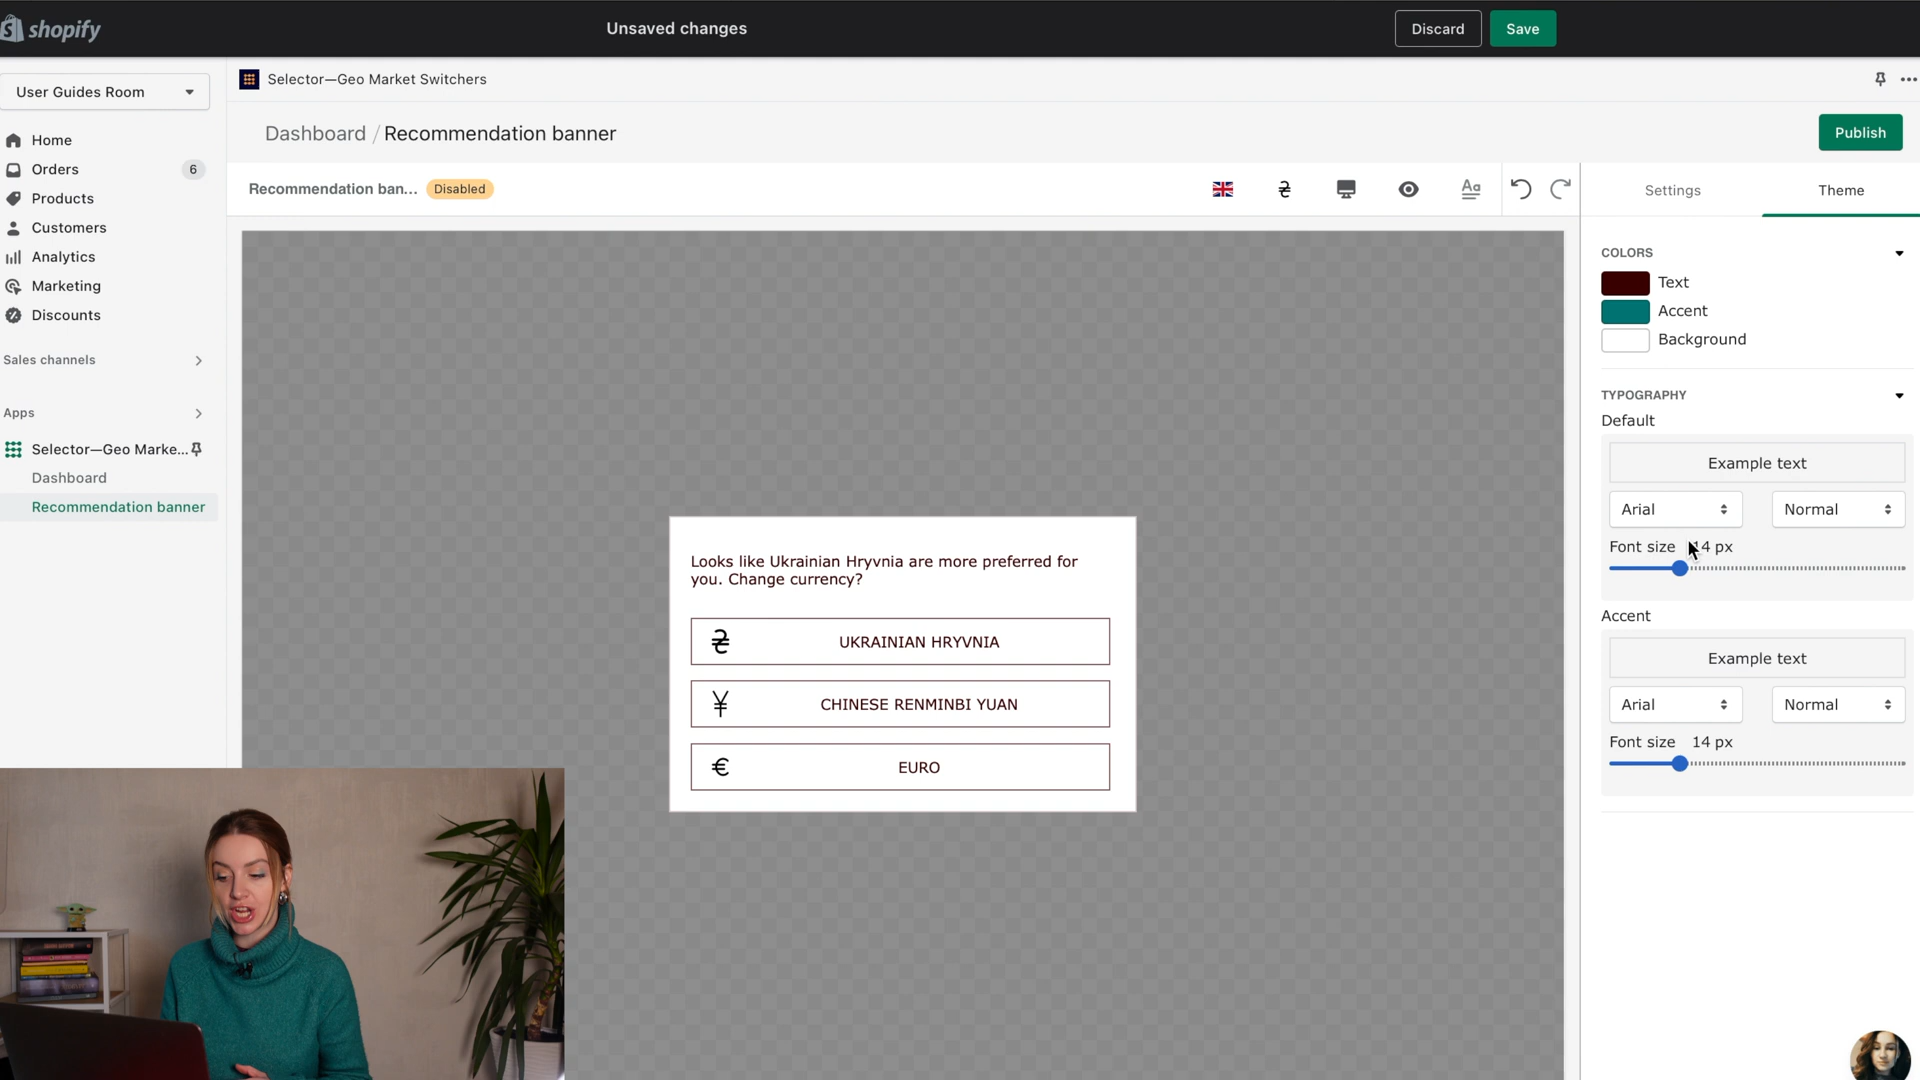 shopify
Unsaved changes
Discard
Save
User Guides Room
Selector—Geo Market Switchers
Dashboard / Recommendation banner
Publish
Home
Orders 6
Products
Customers
Analytics
Marketing
Discounts
Sales channels
Apps
Selector—Geo Marke...
Dashboard
Recommendation banner
Recommendation ban... Disabled
₴
Aa
Settings
Theme
Looks like Ukrainian Hryvnia are more preferred for
you. Change currency?
₴ UKRAINIAN HRYVNIA
¥ CHINESE RENMINBI YUAN
€ EURO
COLORS
Text
Accent
Background
TYPOGRAPHY
Default
Example text
Arial Normal
Font size 14 px
Accent
Example text
Arial Normal
Font size 14 px